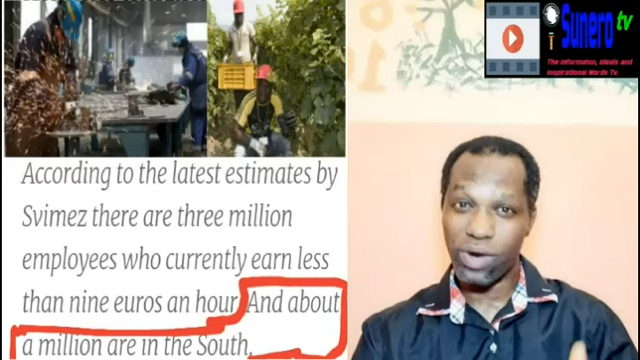 According to the latest estimates by
Svimez there are three million
employees who currently earn less
than nine euros an hour. And about
a million are in the South,
Sunero tv
The Information, Ideals and
Inspirational Words Tv.